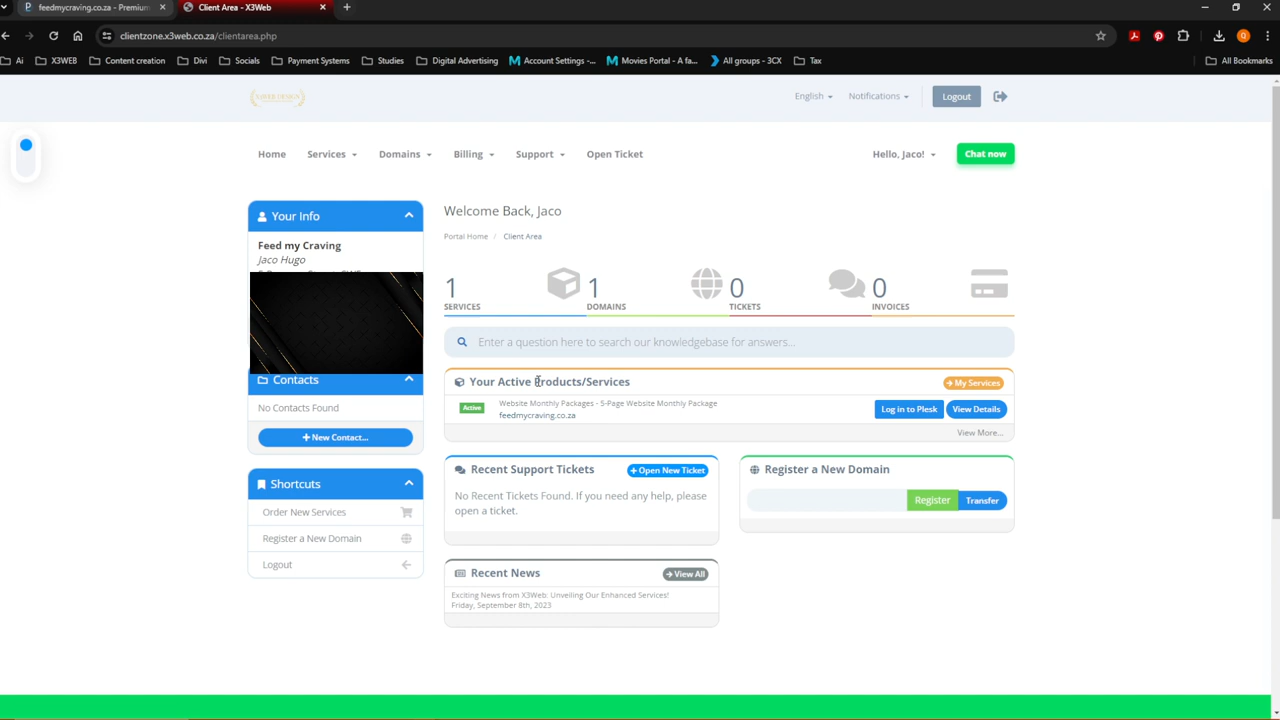 feedmycraving.co.za - Premium
Client Area - X3Web
clientzone.x3web.co.za/clientarea.php
Ai
X3WEB
Content creation
Divi
Socials
Payment Systems
Studies
Digital Advertising
Account Settings -...
Movies Portal - A fa...
All groups - 3CX
Tax
All Bookmarks
English
Notifications
Logout
Home
Services
Domains
Billing
Support
Open Ticket
Hello, Jaco!
Chat now
Your Info
Feed my Craving
Jaco Hugo
Contacts
No Contacts Found
+ New Contact...
Shortcuts
Order New Services
Register a New Domain
Logout
Welcome Back, Jaco
Portal Home / Client Area
1
SERVICES
1
DOMAINS
0
TICKETS
0
INVOICES
Enter a question here to search our knowledgebase for answers...
Your Active Products/Services
My Services
Active
Website Monthly Packages - 5-Page Website Monthly Package
feedmycraving.co.za
Log in to Plesk
View Details
View More...
Recent Support Tickets
+ Open New Ticket
No Recent Tickets Found. If you need any help, please
open a ticket.
Register a New Domain
Register
Transfer
Recent News
View All
Exciting News from X3Web: Unveiling Our Enhanced Services!
Friday, September 8th, 2023